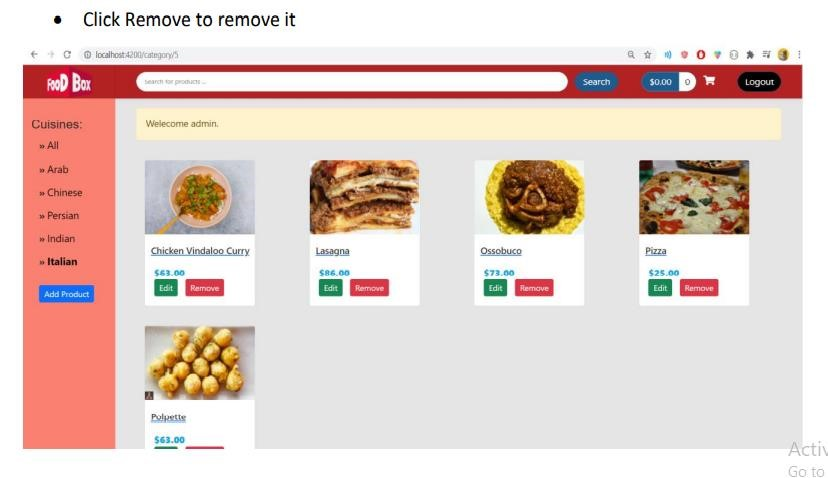 • Click Remove to remove it
localhost:4200/category/5
FooD Box
Search for products ..
Search
$0.00 0
Logout
Cuisines:
» All
» Arab
» Chinese
» Persian
» Indian
» Italian
Add Product
Welecome admin.
Chicken Vindaloo Curry
$63.00
Edit Remove
Lasagna
$86.00
Edit Remove
Ossobuco
$73.00
Edit Remove
Pizza
$25.00
Edit Remove
Polpette
$63.00
Activ
Go to